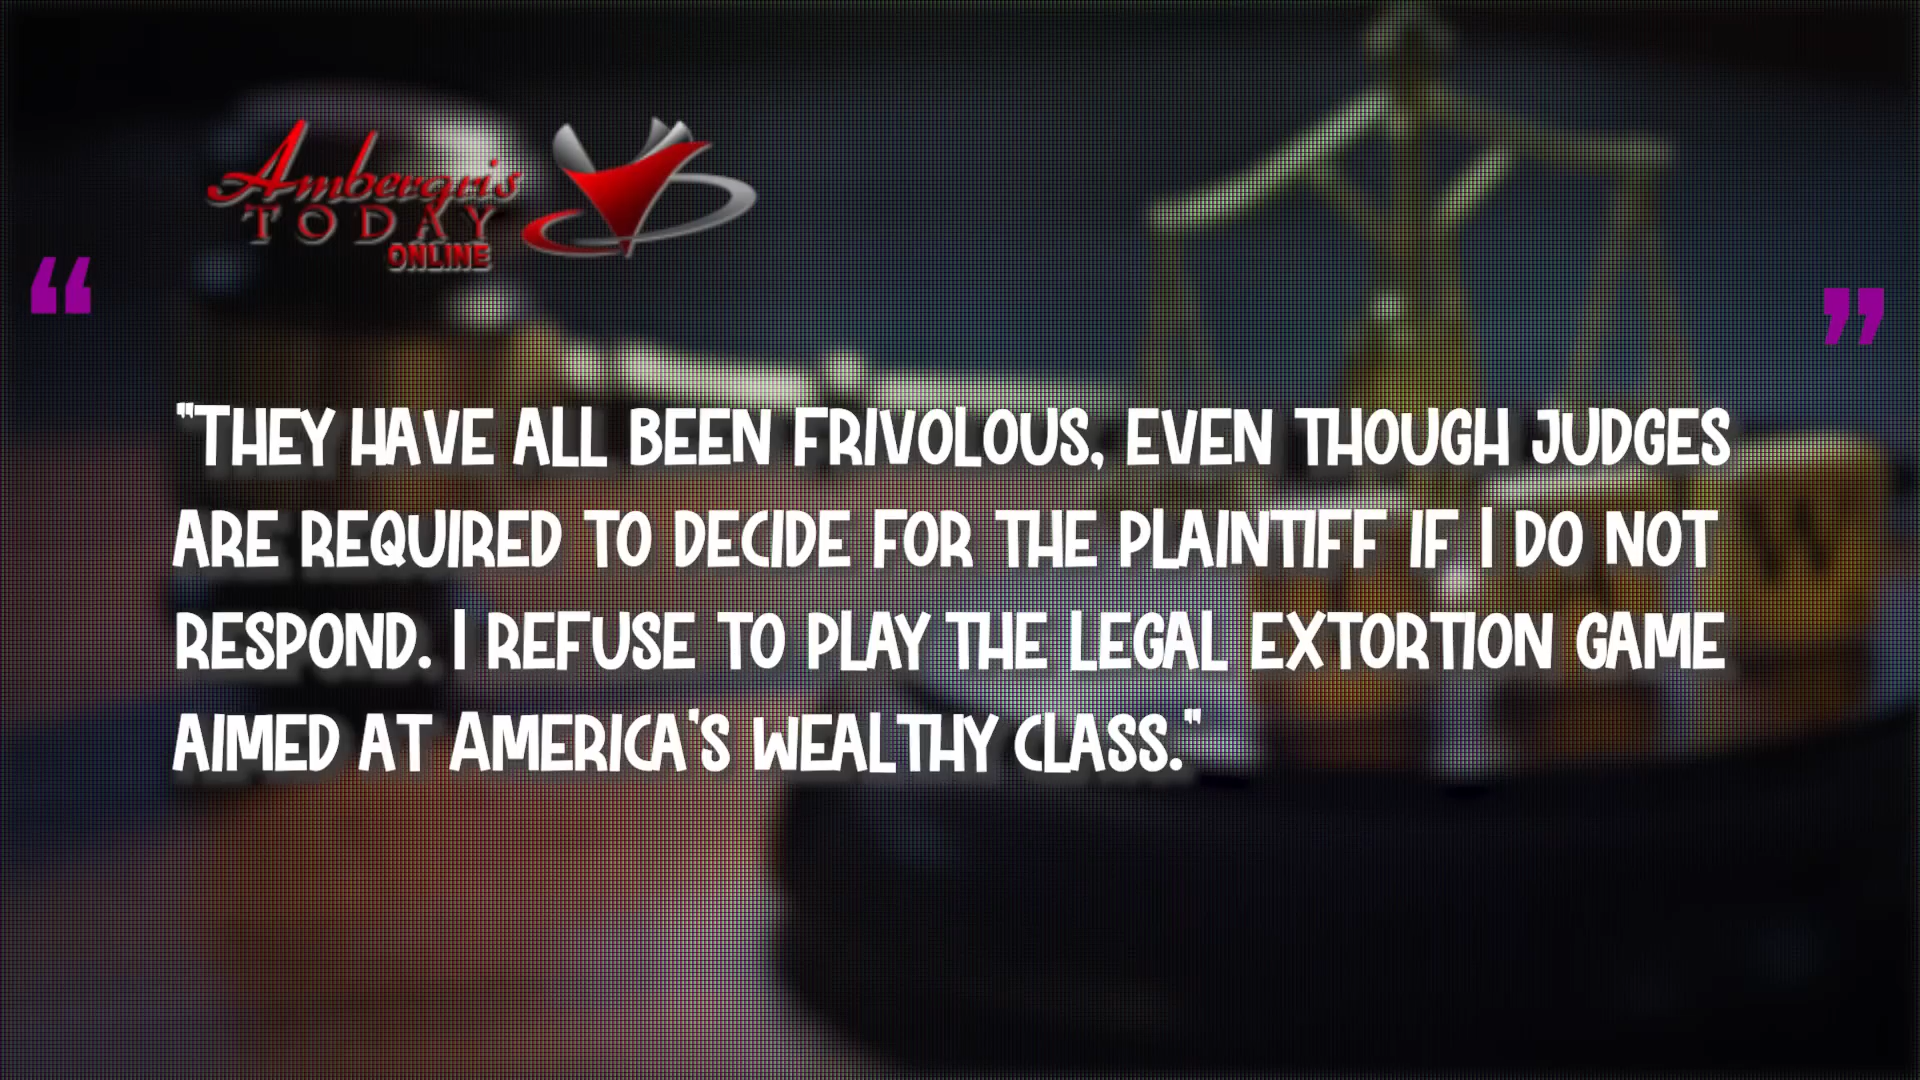 Ambergris
TODAY
ONLINE
“ ”
"THEY HAVE ALL BEEN FRIVOLOUS, EVEN THOUGH JUDGES
ARE REQUIRED TO DECIDE FOR THE PLAINTIFF IF I DO NOT
RESPOND. I REFUSE TO PLAY THE LEGAL EXTORTION GAME
AIMED AT AMERICA'S WEALTHY CLASS."